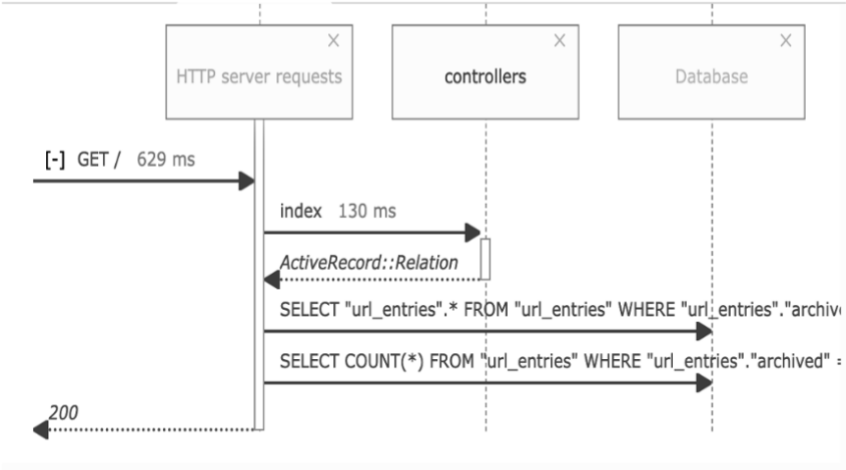 X X X
HTTP server requests controllers Database
[-] GET / 629 ms
index 130 ms
ActiveRecord::Relation
SELECT "url_entries".* FROM "url_entries" WHERE "url_entries"."archiv
SELECT COUNT(*) FROM "url_entries" WHERE "url_entries"."archived" =
200